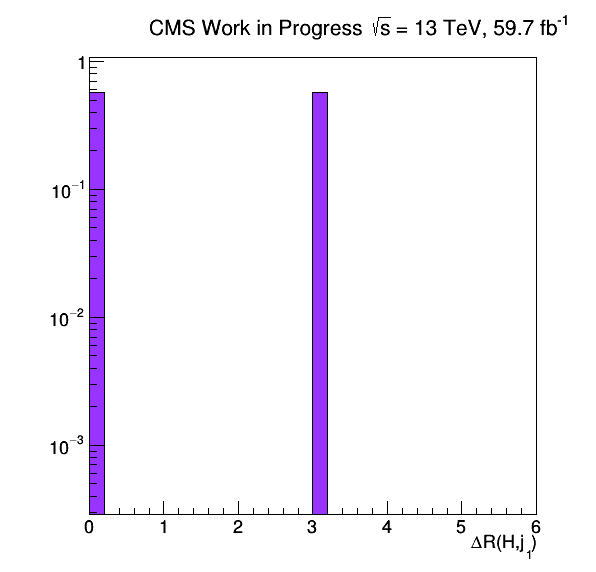 CMS Work in Progress √s = 13 TeV, 59.7 fb⁻¹
1
10⁻¹
10⁻²
10⁻³
0 1 2 3 4 5 6
ΔR(H,j₁)